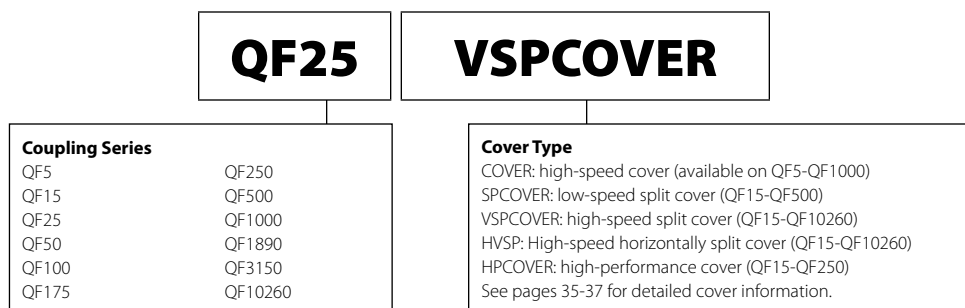 QF25 VSPCOVER
Coupling Series
QF5 QF250
QF15 QF500
QF25 QF1000
QF50 QF1890
QF100 QF3150
QF175 QF10260
Cover Type
COVER: high-speed cover (available on QF5-QF1000)
SPCOVER: low-speed split cover (QF15-QF500)
VSPCOVER: high-speed split cover (QF15-QF10260)
HVSP: High-speed horizontally split cover (QF15-QF10260)
HPCOVER: high-performance cover (QF15-QF250)
See pages 35-37 for detailed cover information.